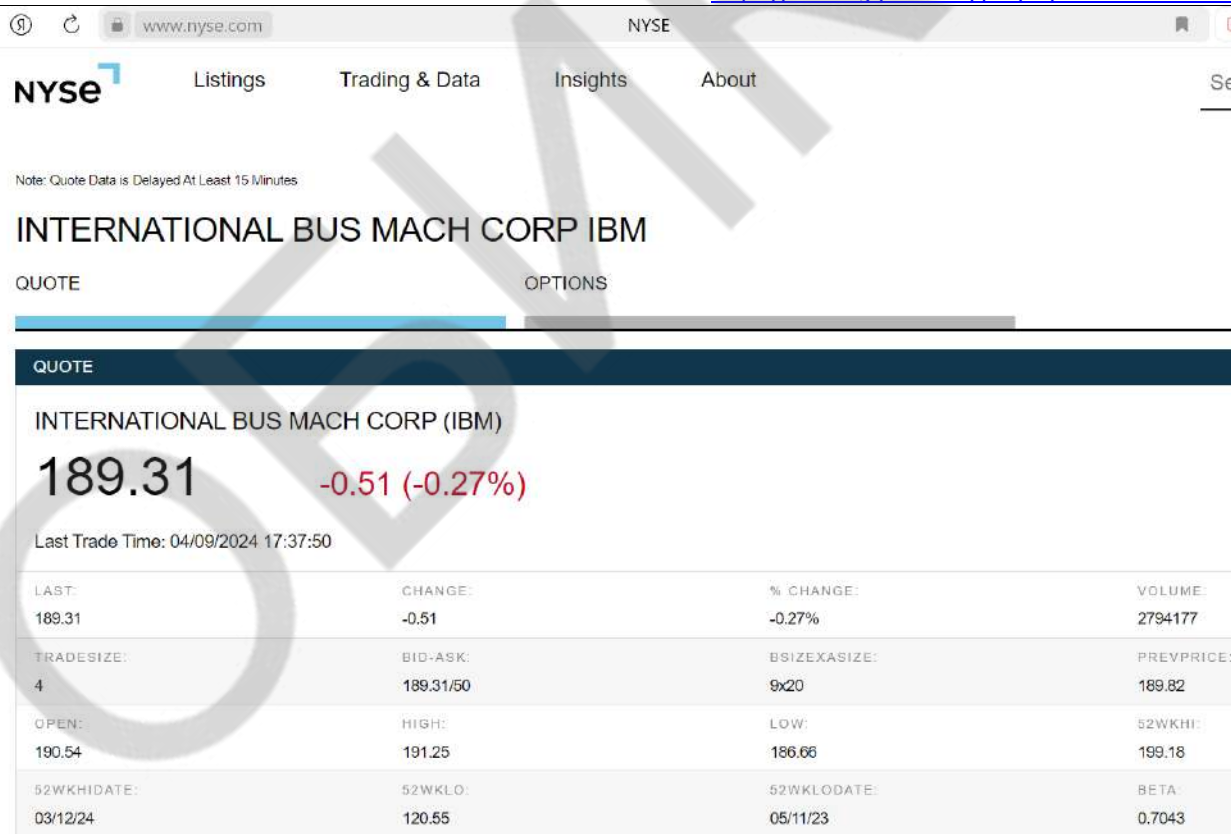 www.nyse.com NYSE
NYSE Listings Trading & Data Insights About Se
Note: Quote Data is Delayed At Least 15 Minutes
INTERNATIONAL BUS MACH CORP IBM
QUOTE OPTIONS
QUOTE
INTERNATIONAL BUS MACH CORP (IBM)
189.31 -0.51 (-0.27%)
Last Trade Time: 04/09/2024 17:37:50
LAST: CHANGE: % CHANGE: VOLUME:
189.31 -0.51 -0.27% 2794177
TRADESIZE: BID-ASK: BSIZEXASIZE: PREVPRICE:
4 189.31/50 9x20 189.82
OPEN: HIGH: LOW: 52WKHI:
190.54 191.25 186.66 199.18
52WKHIDATE: 52WKLO: 52WKLODATE: BETA:
03/12/24 120.55 05/11/23 0.7043